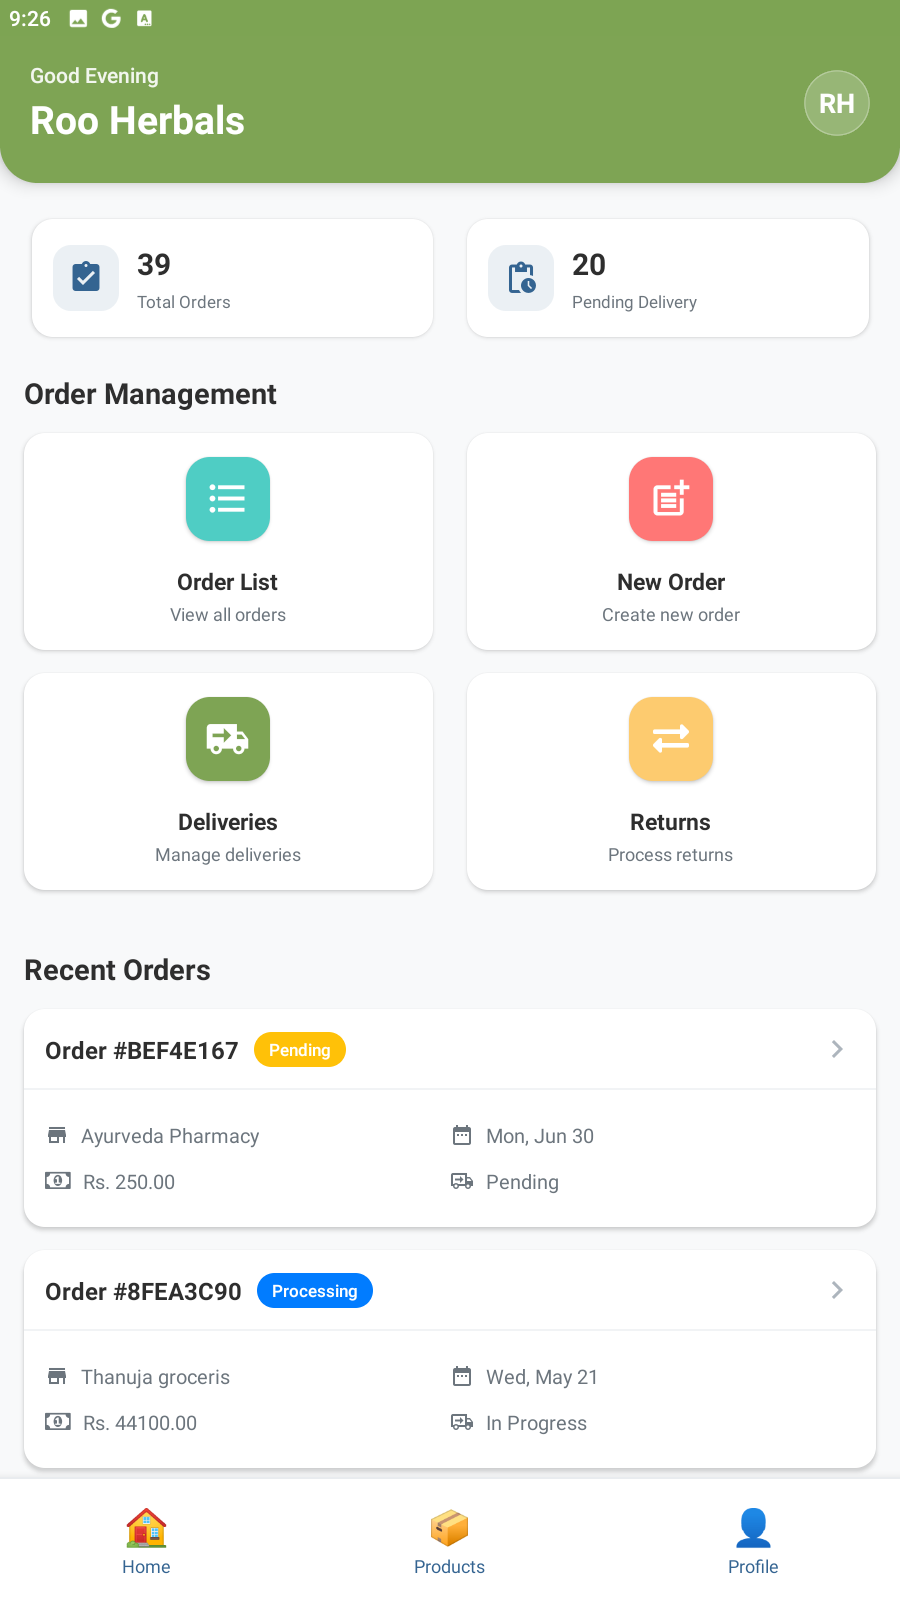 9:26
Good Evening
Roo Herbals
RH
39
Total Orders
20
Pending Delivery
Order Management
Order List
View all orders
New Order
Create new order
Deliveries
Manage deliveries
Returns
Process returns
Recent Orders
Order #BEF4E167 Pending
Ayurveda Pharmacy
Mon, Jun 30
Rs. 250.00
Pending
Order #8FEA3C90 Processing
Thanuja groceris
Wed, May 21
Rs. 44100.00
In Progress
Home
Products
Profile